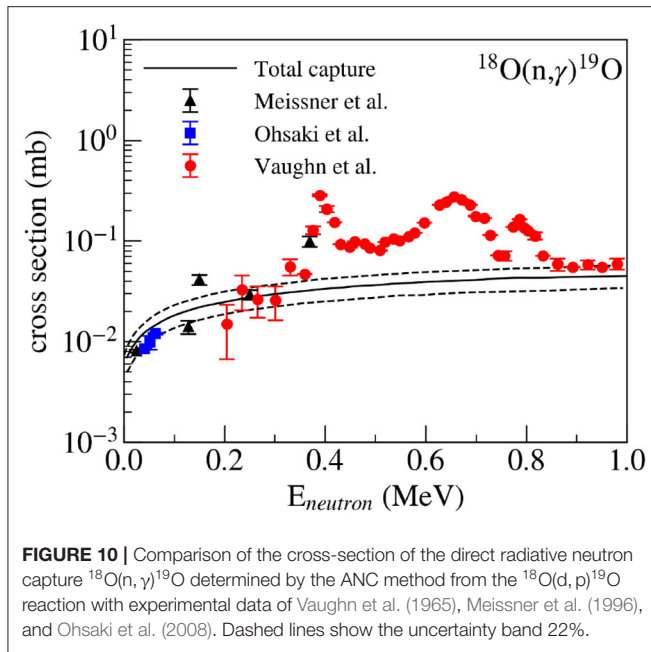 10¹
10⁰
10⁻¹
10⁻²
10⁻³
cross section (mb)
Total capture
Meissner et al.
Ohsaki et al.
Vaughn et al.
¹⁸O(n,γ)¹⁹O
0.0 0.2 0.4 0.6 0.8 1.0
E_neutron (MeV)
FIGURE 10 | Comparison of the cross-section of the direct radiative neutron
capture ¹⁸O(n, γ)¹⁹O determined by the ANC method from the ¹⁸O(d, p)¹⁹O
reaction with experimental data of Vaughn et al. (1965), Meissner et al. (1996),
and Ohsaki et al. (2008). Dashed lines show the uncertainty band 22%.